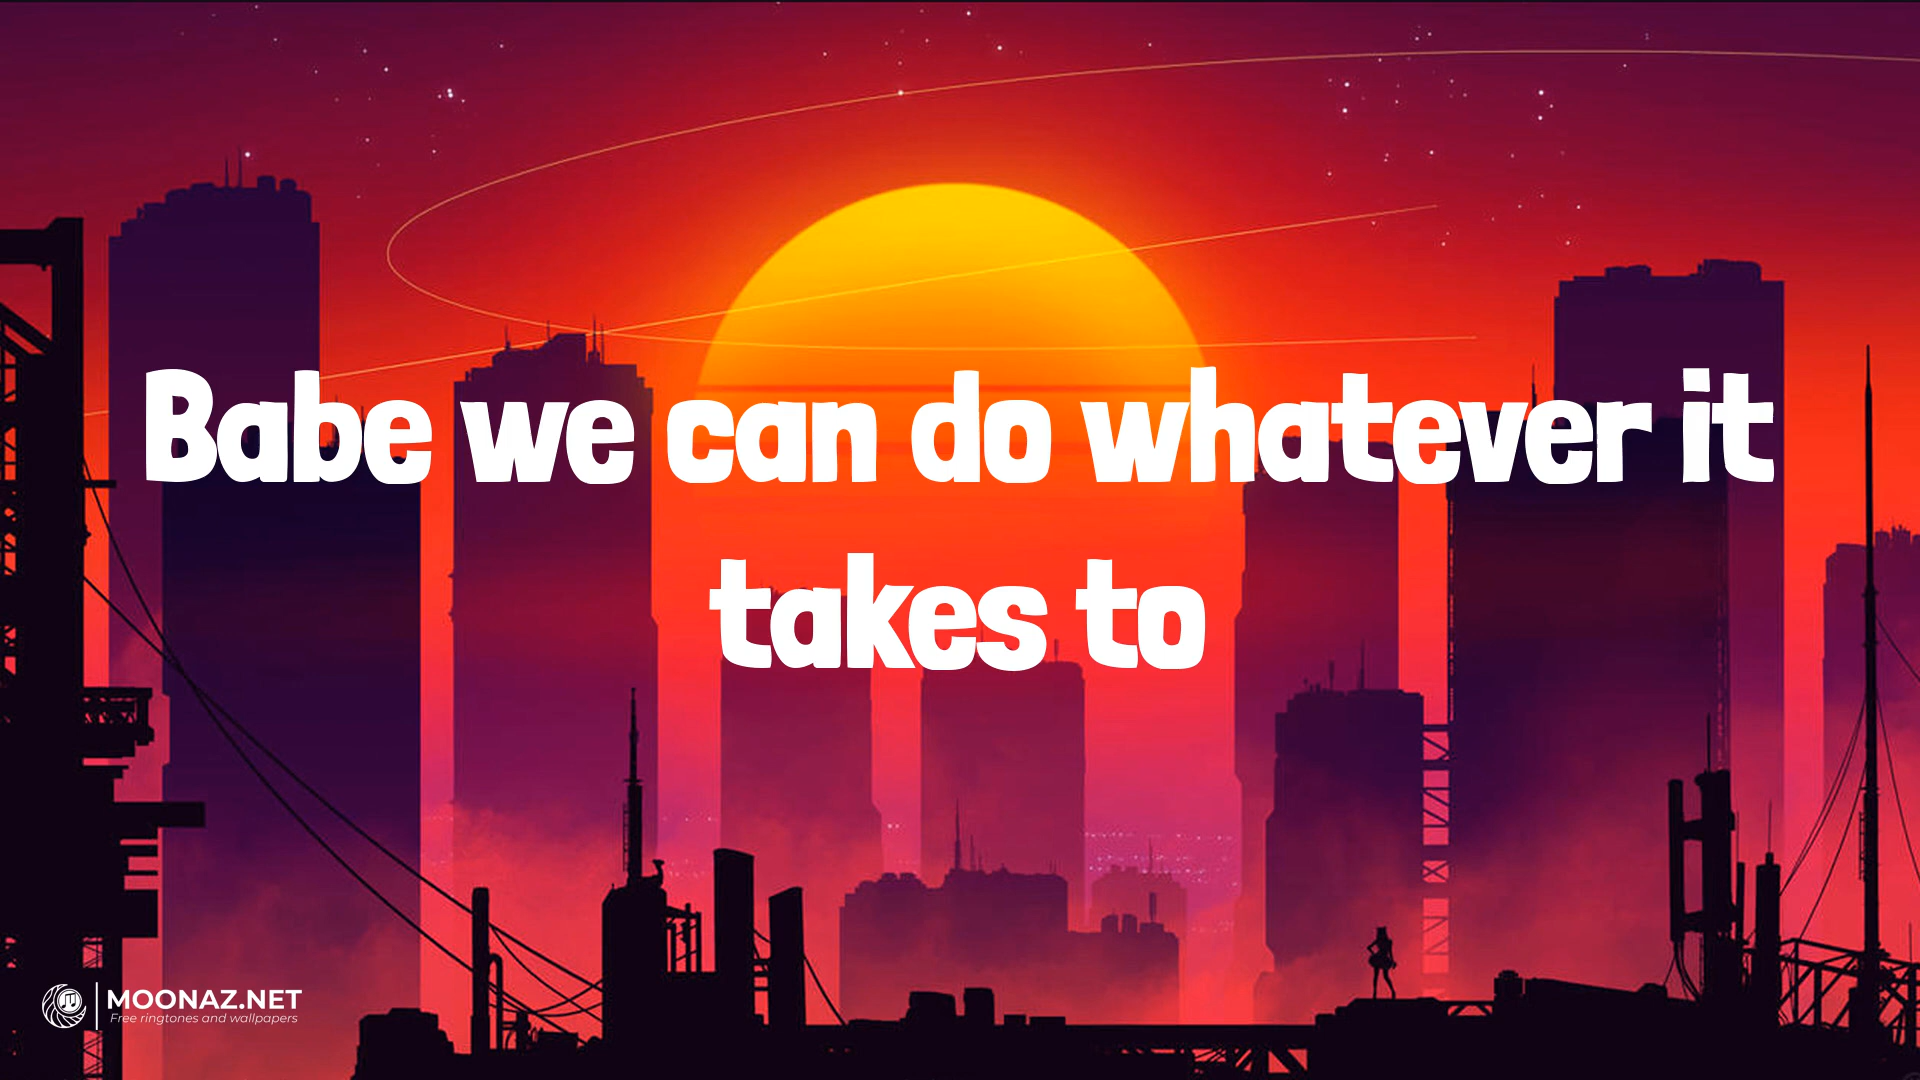 Babe we can do whatever it
takes to
MOONAZ.NET
Free ringtones and wallpapers